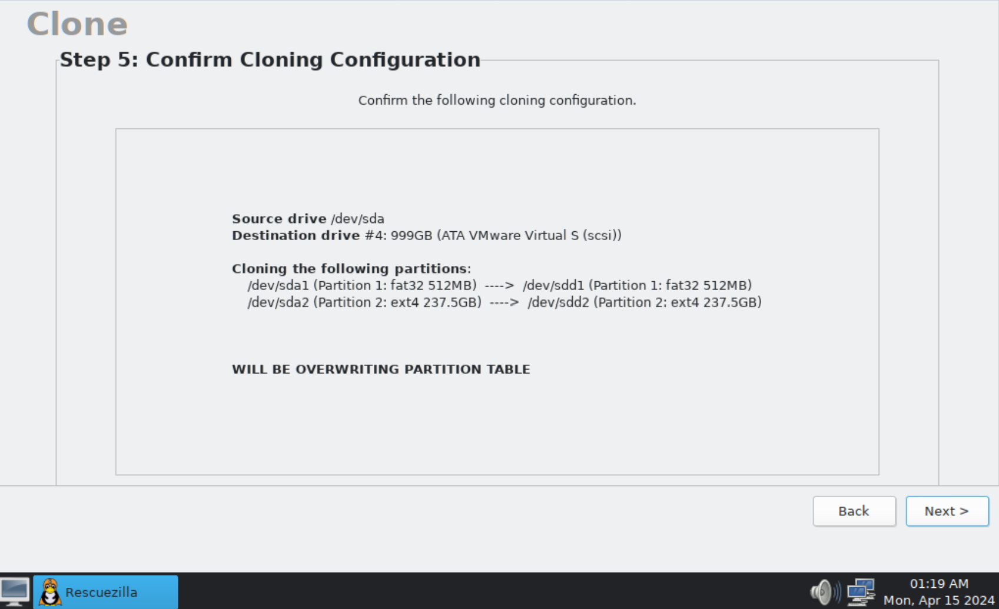 Clone
Step 5: Confirm Cloning Configuration
Confirm the following cloning configuration.
Source drive /dev/sda
Destination drive #4: 999GB (ATA VMware Virtual S (scsi))
Cloning the following partitions:
/dev/sda1 (Partition 1: fat32 512MB) ----> /dev/sdd1 (Partition 1: fat32 512MB)
/dev/sda2 (Partition 2: ext4 237.5GB) ----> /dev/sdd2 (Partition 2: ext4 237.5GB)
WILL BE OVERWRITING PARTITION TABLE
Back
Next >
Rescuezilla
01:19 AM
Mon, Apr 15 2024